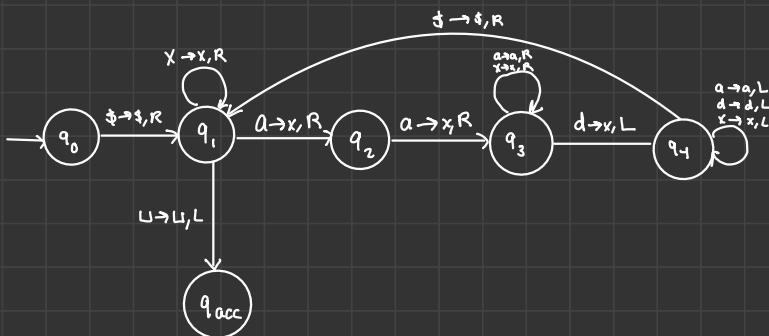 $→$,R
x→x,R
a→a,R
x→x,R
a→a,L
d→d,L
x→x,L
q0
$→$,R
q1
a→x,R
q2
a→x,R
q3
d→x,L
q4
⊔→⊔,L
qacc